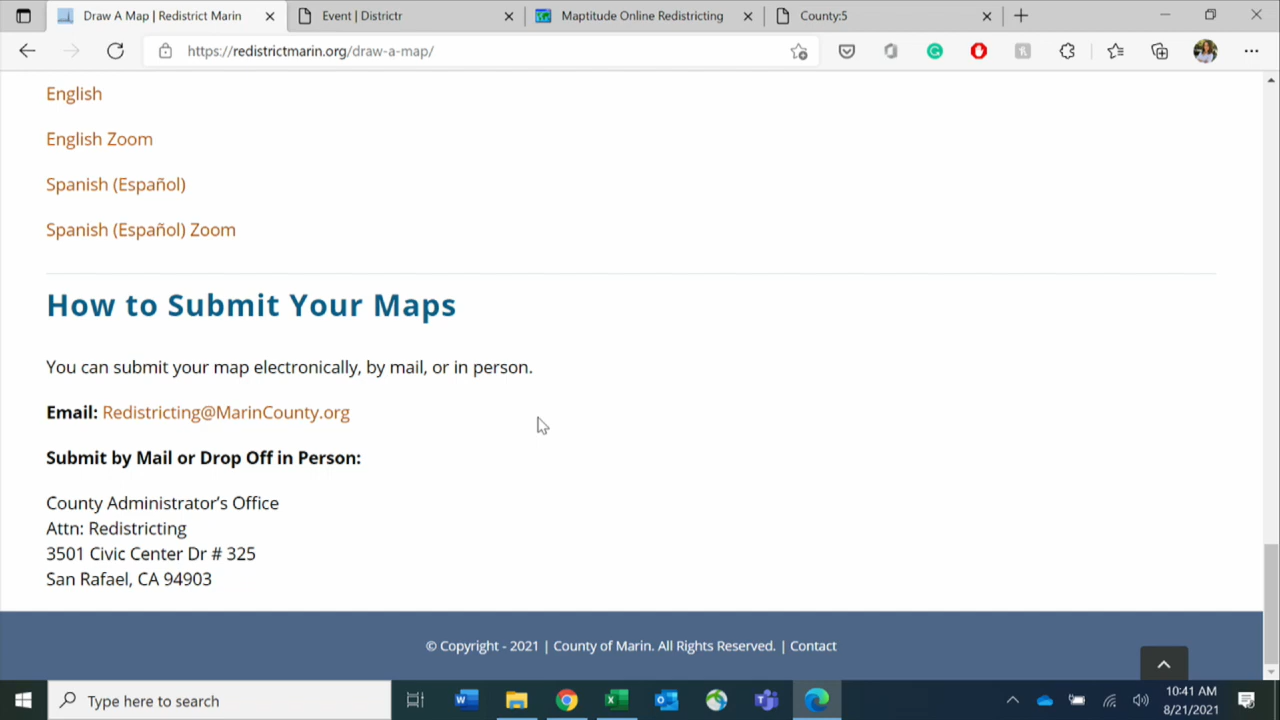 Draw A Map | Redistrict Marin
Event | Districtr
Maptitude Online Redistricting
County:5
https://redistrictmarin.org/draw-a-map/
English
English Zoom
Spanish (Español)
Spanish (Español) Zoom
How to Submit Your Maps
You can submit your map electronically, by mail, or in person.
Email: Redistricting@MarinCounty.org
Submit by Mail or Drop Off in Person:
County Administrator's Office
Attn: Redistricting
3501 Civic Center Dr # 325
San Rafael, CA 94903
© Copyright - 2021 | County of Marin. All Rights Reserved. | Contact
Type here to search
10:41 AM
8/21/2021